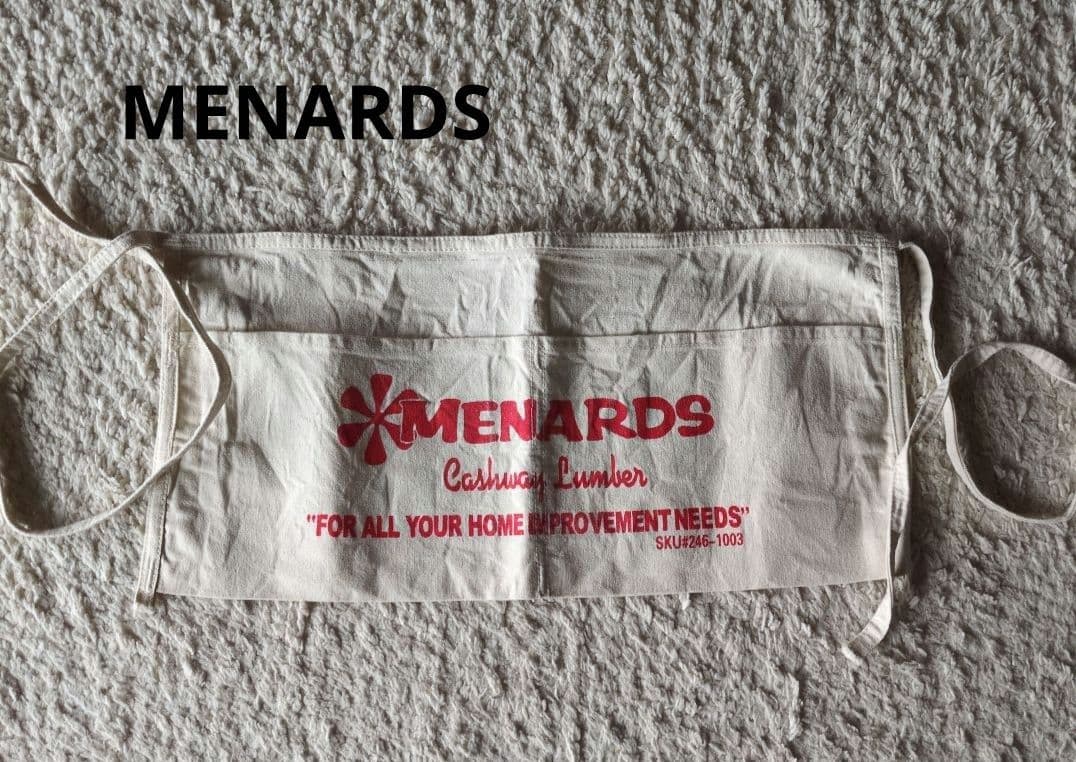 MENARDS
MENARDS
Cashway Lumber
"FOR ALL YOUR HOME IMPROVEMENT NEEDS"
SKU#246-1003